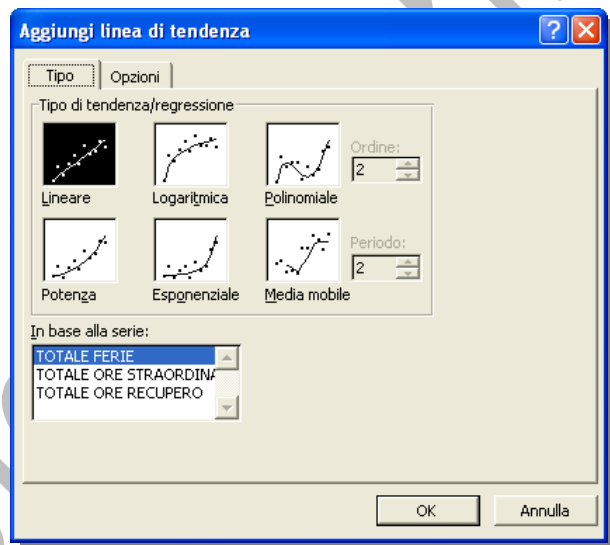 Aggiungi linea di tendenza
Tipo
Opzioni
Tipo di tendenza/regressione
Ordine:
2
Lineare
Logaritmica
Polinomiale
Periodo:
2
Potenza
Esponenziale
Media mobile
In base alla serie:
TOTALE FERIE
TOTALE ORE STRAORDINA
TOTALE ORE RECUPERO
OK
Annulla